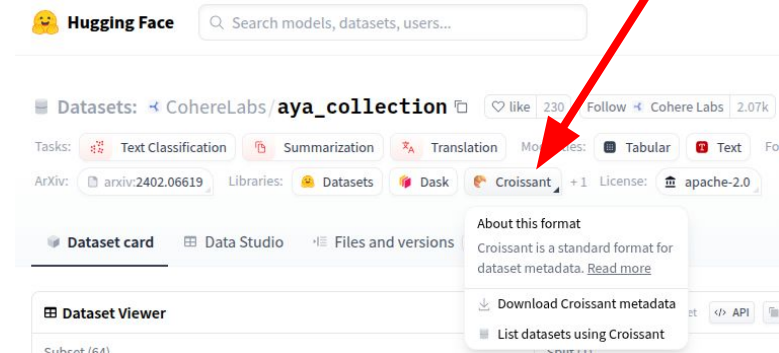 Hugging Face
Search models, datasets, users...
Datasets: CohereLabs/aya_collection like 230 Follow Cohere Labs 2.07k
Tasks: Text Classification Summarization Translation Tabular Text
ArXiv: arxiv:2402.06619 Libraries: Datasets Dask Croissant +1 License: apache-2.0
Dataset card Data Studio Files and versions
About this format
Croissant is a standard format for
dataset metadata. Read more
Download Croissant metadata
List datasets using Croissant
Dataset Viewer API
Subset (64)